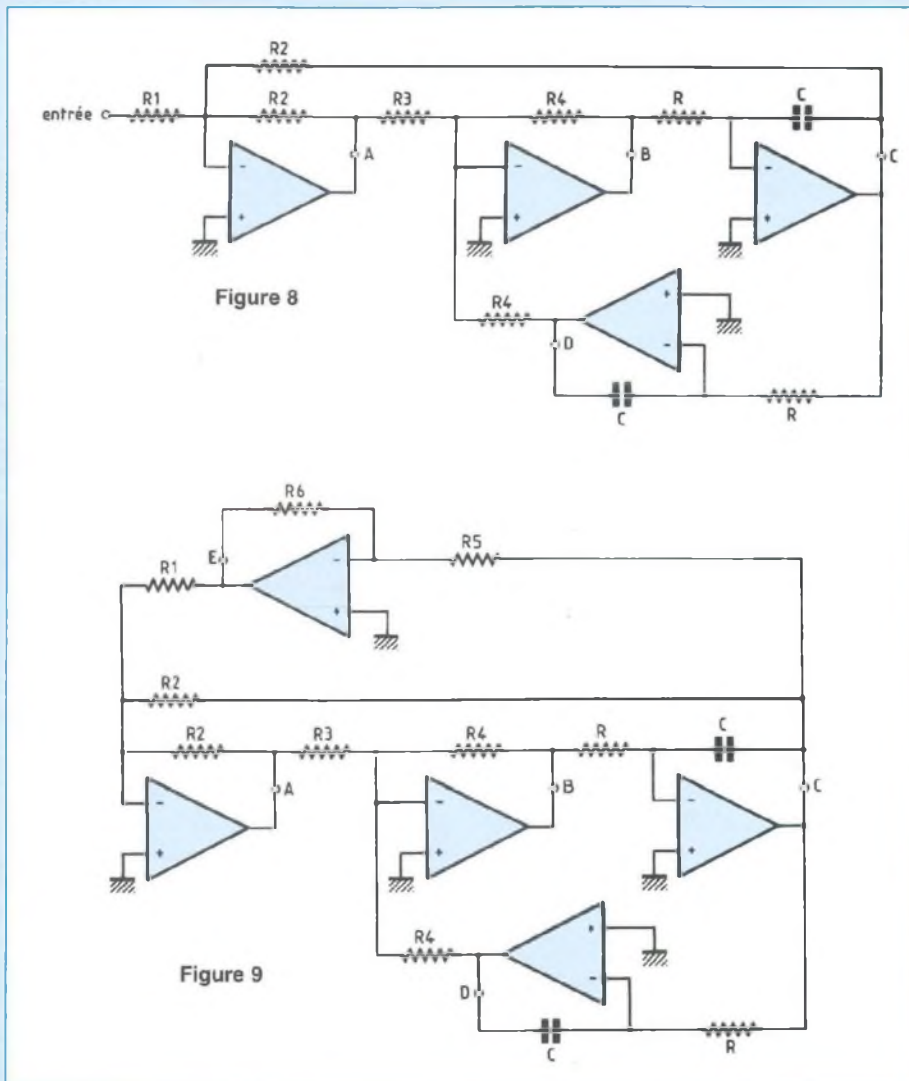 R2
entrée R1 R2 R3 R4 R C
A B C
- - -
+ + +
Figure 8
+
R4
D -
C R
R6
E - R5
R1
+
R2
R2 R3 R4 R C
A B C
- - -
+ + +
+
R4
Figure 9
D -
C R